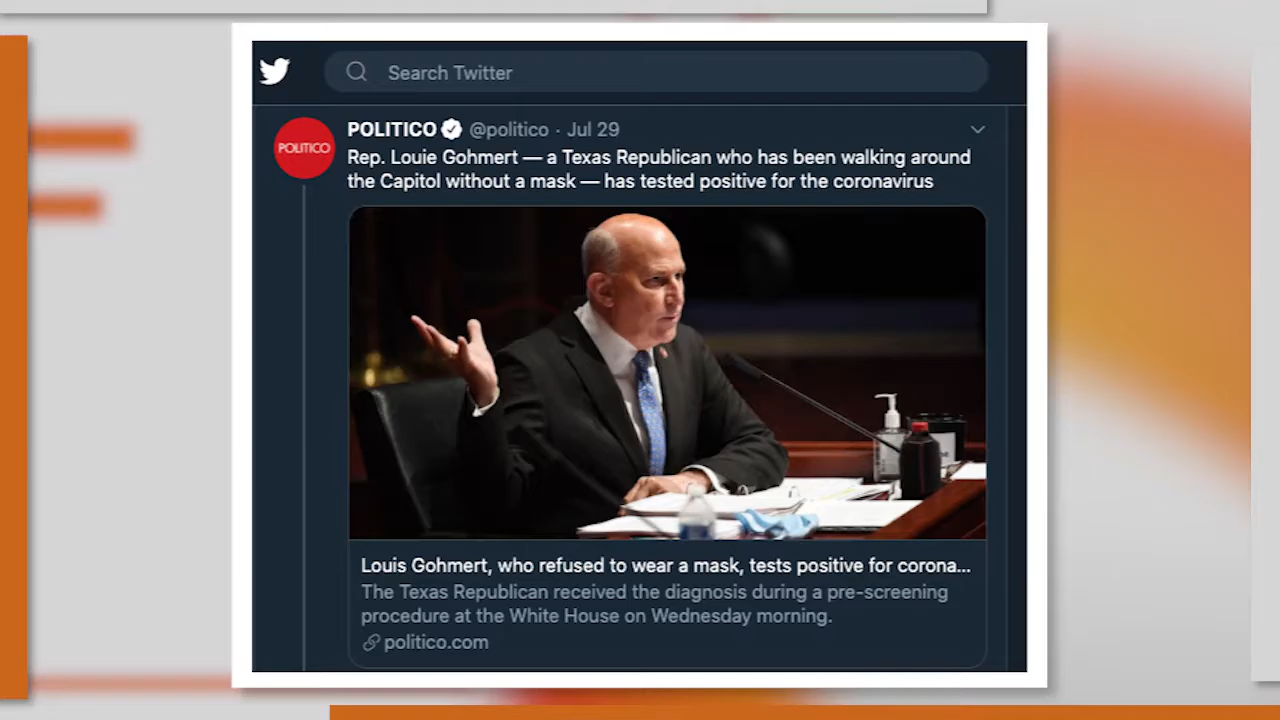 Search Twitter
POLITICO @politico · Jul 29
POLITICO
Rep. Louie Gohmert — a Texas Republican who has been walking around
the Capitol without a mask — has tested positive for the coronavirus
Louis Gohmert, who refused to wear a mask, tests positive for corona...
The Texas Republican received the diagnosis during a pre-screening
procedure at the White House on Wednesday morning.
politico.com